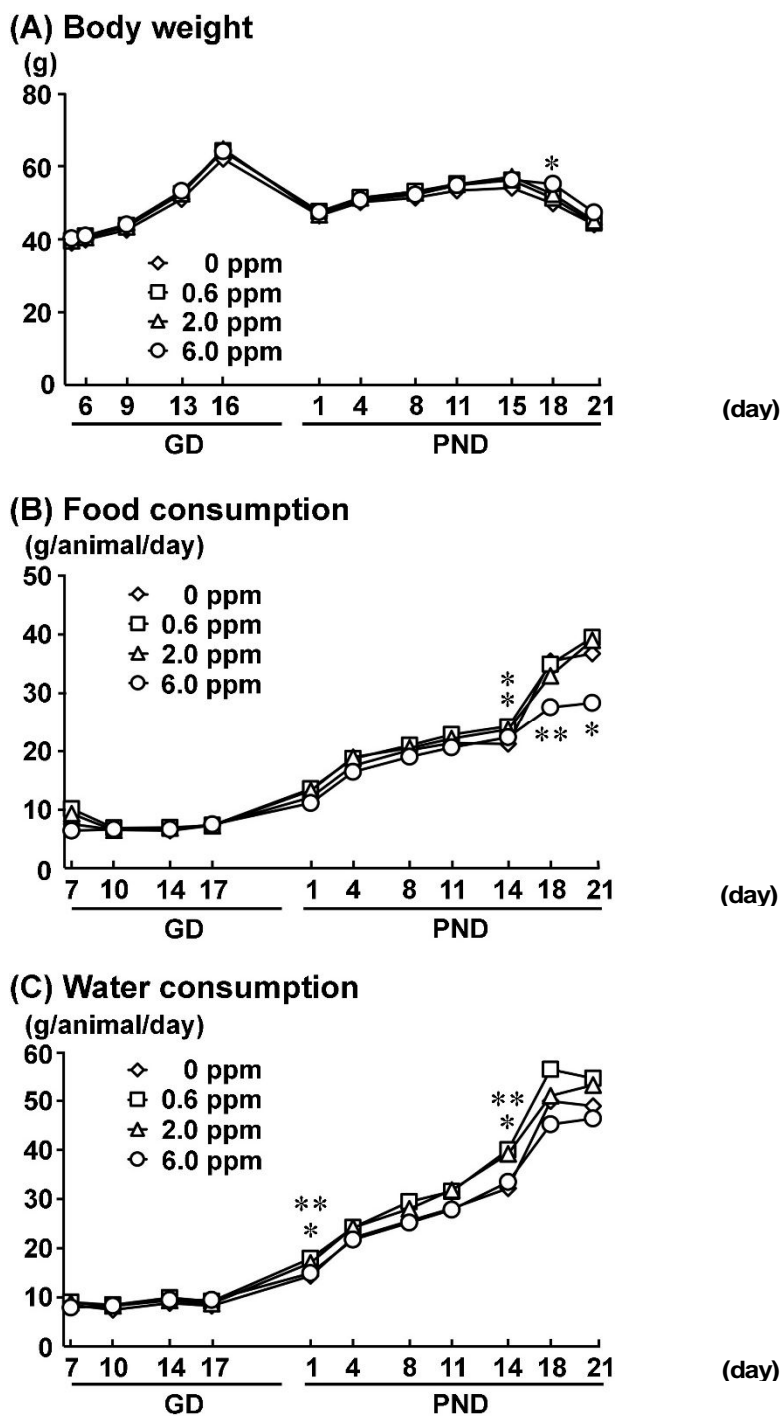 (A) Body weight
(g)
80
60
40
20
0
*
0 ppm
0.6 ppm
2.0 ppm
6.0 ppm
6 9 13 16 1 4 8 11 15 18 21 (day)
GD PND
(B) Food consumption
(g/animal/day)
50
40
30
20
10
0
0 ppm
0.6 ppm
2.0 ppm
6.0 ppm
*
*
** *
7 10 14 17 1 4 8 11 14 18 21 (day)
GD PND
(C) Water consumption
(g/animal/day)
60
50
40
30
20
10
0
0 ppm
0.6 ppm
2.0 ppm
6.0 ppm
**
*
**
*
7 10 14 17 1 4 8 11 14 18 21 (day)
GD PND